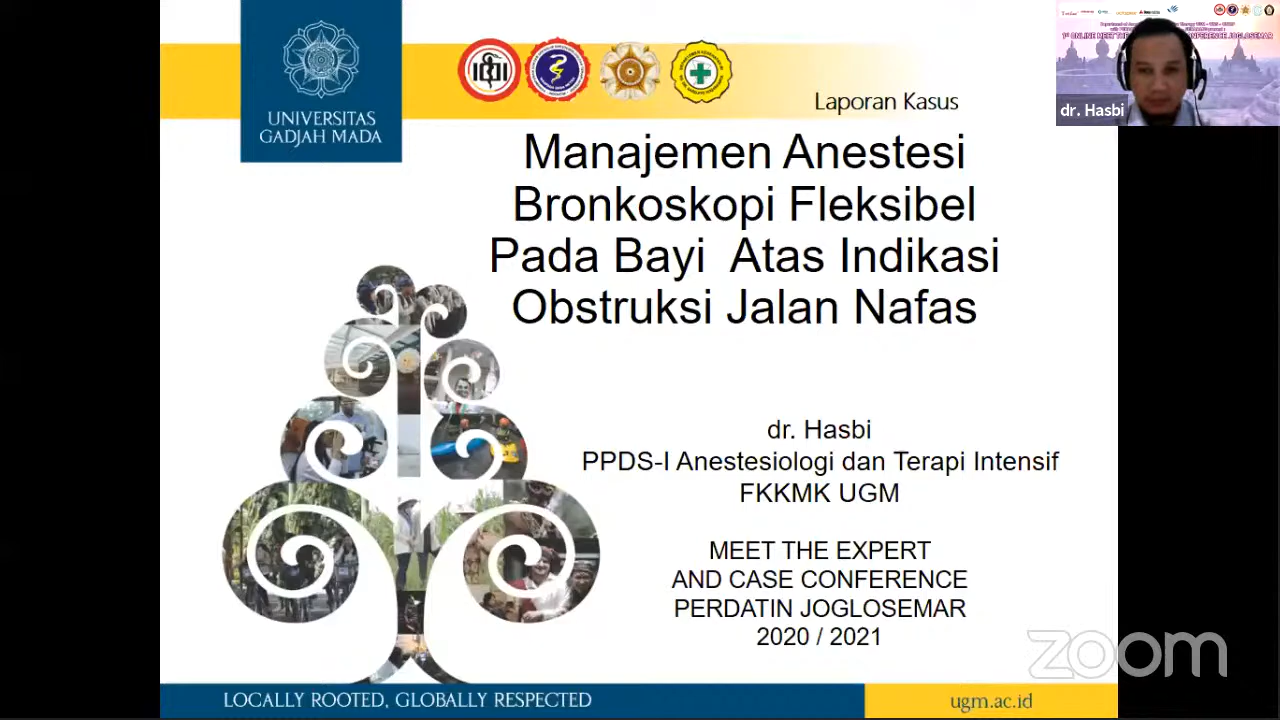 UNIVERSITAS
GADJAH MADA
Laporan Kasus
Manajemen Anestesi
Bronkoskopi Fleksibel
Pada Bayi Atas Indikasi
Obstruksi Jalan Nafas
dr. Hasbi
PPDS-I Anestesiologi dan Terapi Intensif
FKKMK UGM
MEET THE EXPERT
AND CASE CONFERENCE
PERDATIN JOGLOSEMAR
2020 / 2021
LOCALLY ROOTED, GLOBALLY RESPECTED
ugm.ac.id
dr. Hasbi
zoom